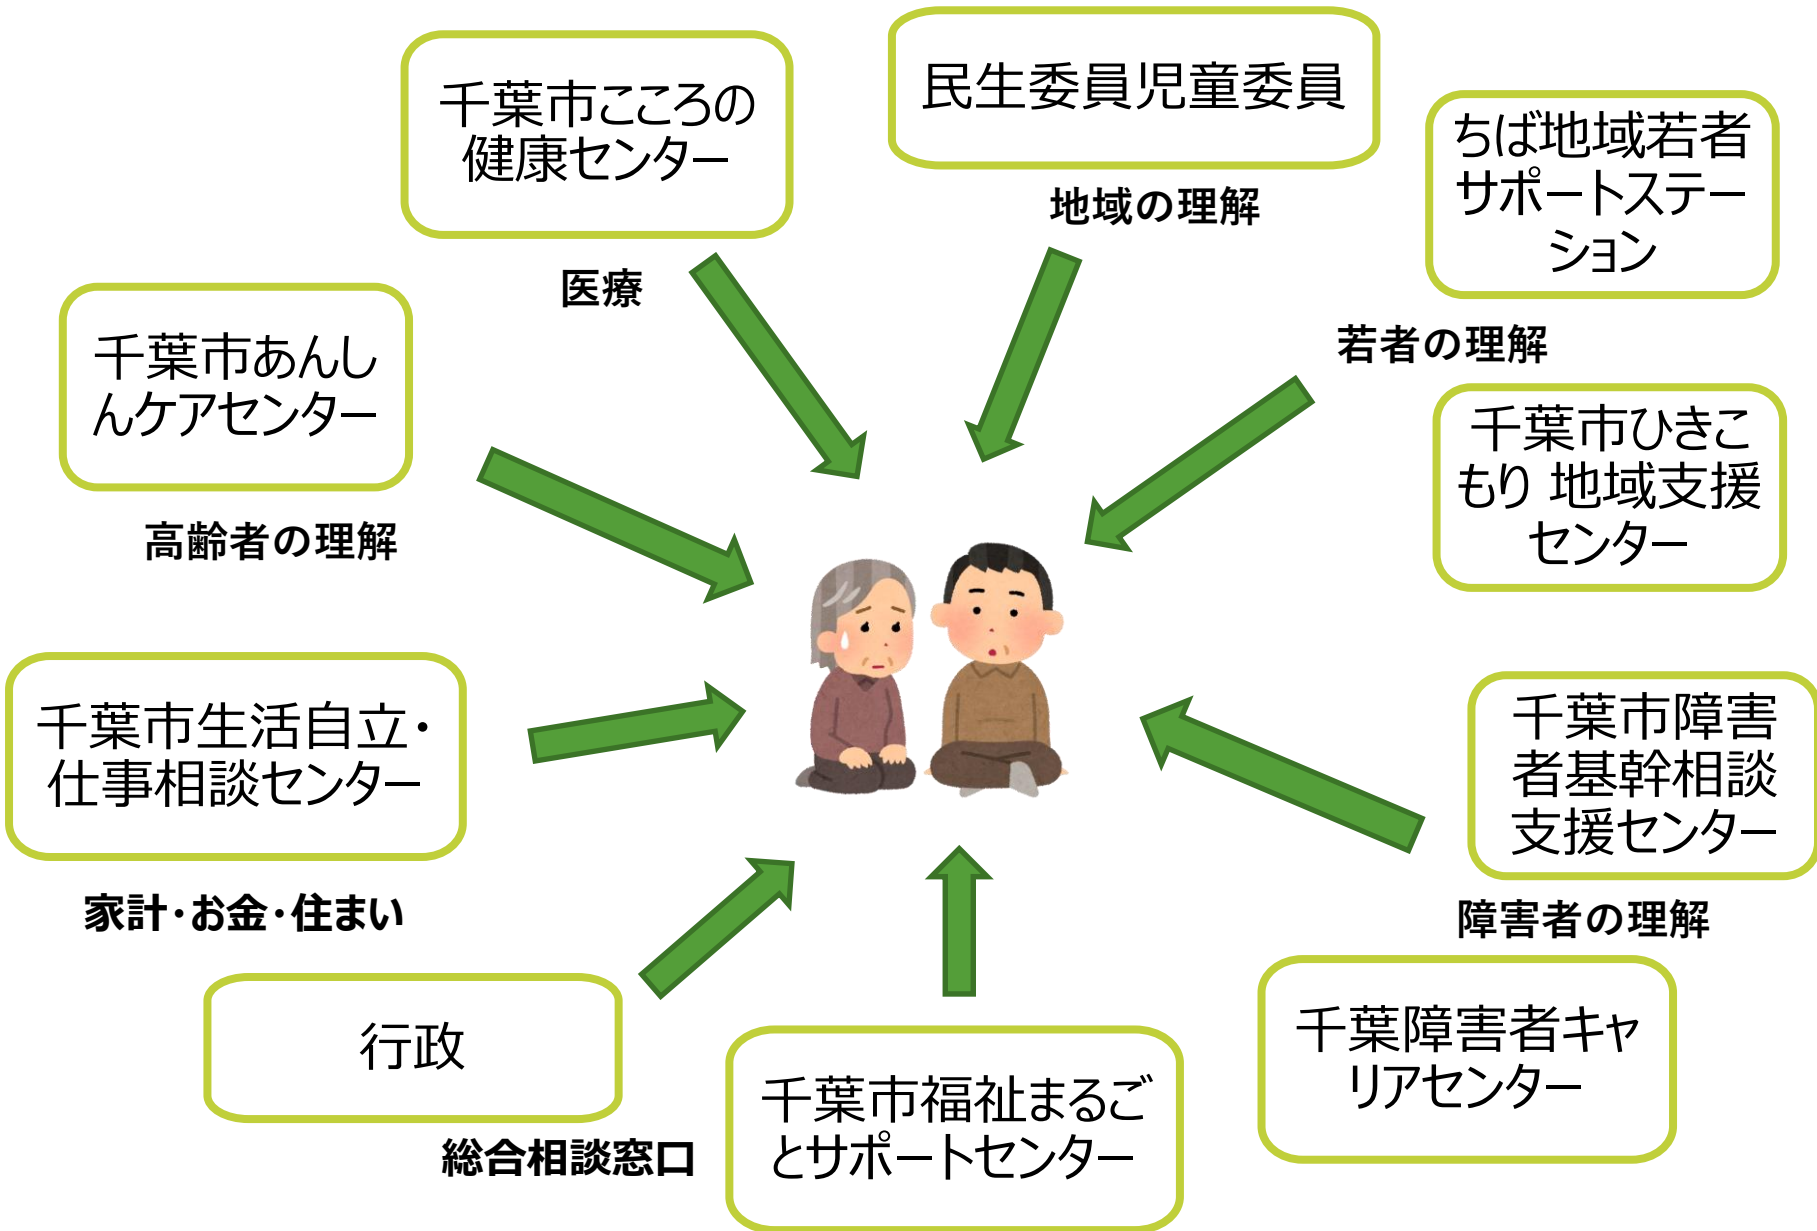 千葉市こころの
健康センター
医療
民生委員児童委員
地域の理解
ちば地域若者
サポートステー
ション
若者の理解
千葉市ひきこ
もり 地域支援
センター
千葉市あんし
んケアセンター
高齢者の理解
千葉市生活自立・
仕事相談センター
家計・お金・住まい
千葉市障害
者基幹相談
支援センター
障害者の理解
千葉障害者キャ
リアセンター
行政
総合相談窓口
千葉市福祉まるご
とサポートセンター